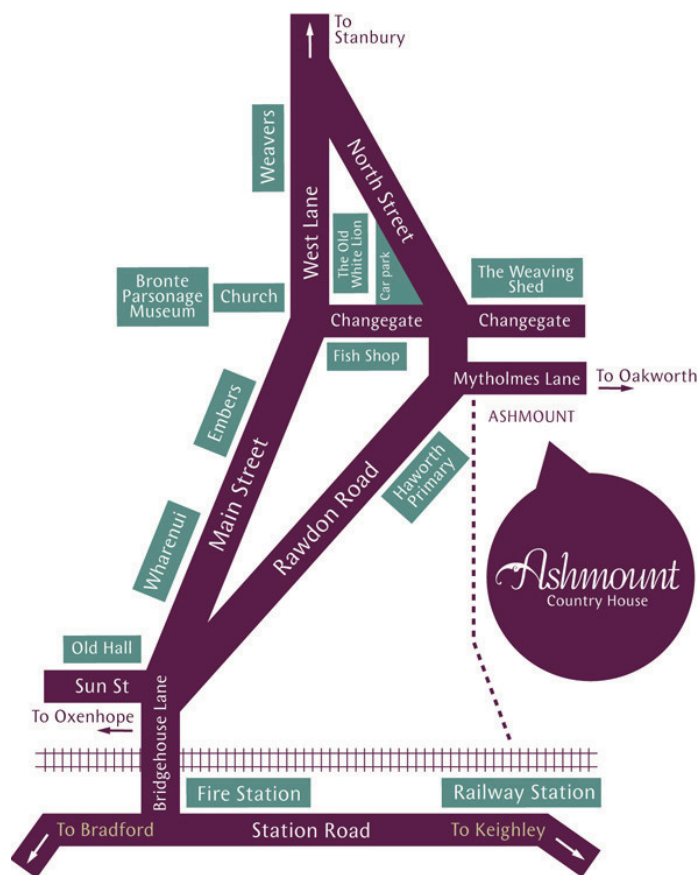 To
Stanbury
Weavers
North Street
West Lane
The Old
White Lion
Car park
The Weaving
Shed
Bronte
Parsonage
Museum
Church
Changegate
Changegate
Fish Shop
Mytholmes Lane
To Oakworth
ASHMOUNT
Embers
Main Street
Haworth
Primary
Rawdon Road
Wharenui
Ashmount
Country House
Old Hall
Sun St
To Oxenhope
Bridgehouse Lane
Fire Station
Railway Station
To Bradford
Station Road
To Keighley